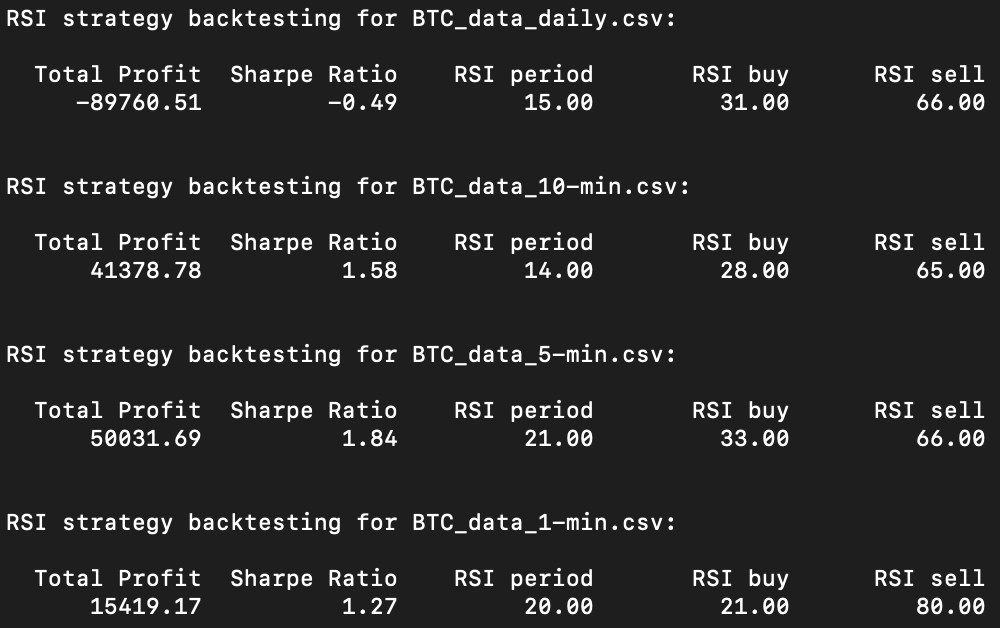 RSI strategy backtesting for BTC_data_daily.csv:
Total Profit Sharpe Ratio RSI period RSI buy RSI sell
-89760.51 -0.49 15.00 31.00 66.00
RSI strategy backtesting for BTC_data_10-min.csv:
Total Profit Sharpe Ratio RSI period RSI buy RSI sell
41378.78 1.58 14.00 28.00 65.00
RSI strategy backtesting for BTC_data_5-min.csv:
Total Profit Sharpe Ratio RSI period RSI buy RSI sell
50031.69 1.84 21.00 33.00 66.00
RSI strategy backtesting for BTC_data_1-min.csv:
Total Profit Sharpe Ratio RSI period RSI buy RSI sell
15419.17 1.27 20.00 21.00 80.00